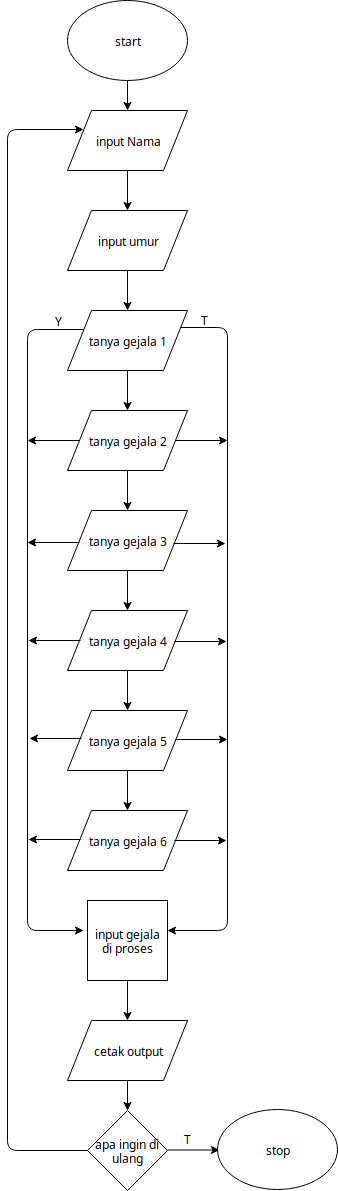 start
input Nama
input umur
Y
T
tanya gejala 1
tanya gejala 2
tanya gejala 3
tanya gejala 4
tanya gejala 5
tanya gejala 6
input gejala
di proses
cetak output
apa ingin di
ulang
T
stop